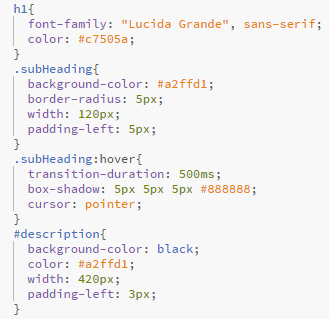 h1{
font-family: "Lucida Grande", sans-serif;
color: #c7505a;
}
.subHeading{
background-color: #a2ffd1;
border-radius: 5px;
width: 120px;
padding-left: 5px;
}
.subHeading:hover{
transition-duration: 500ms;
box-shadow: 5px 5px 5px #888888;
cursor: pointer;
}
#description{
background-color: black;
color: #a2ffd1;
width: 420px;
padding-left: 3px;
}